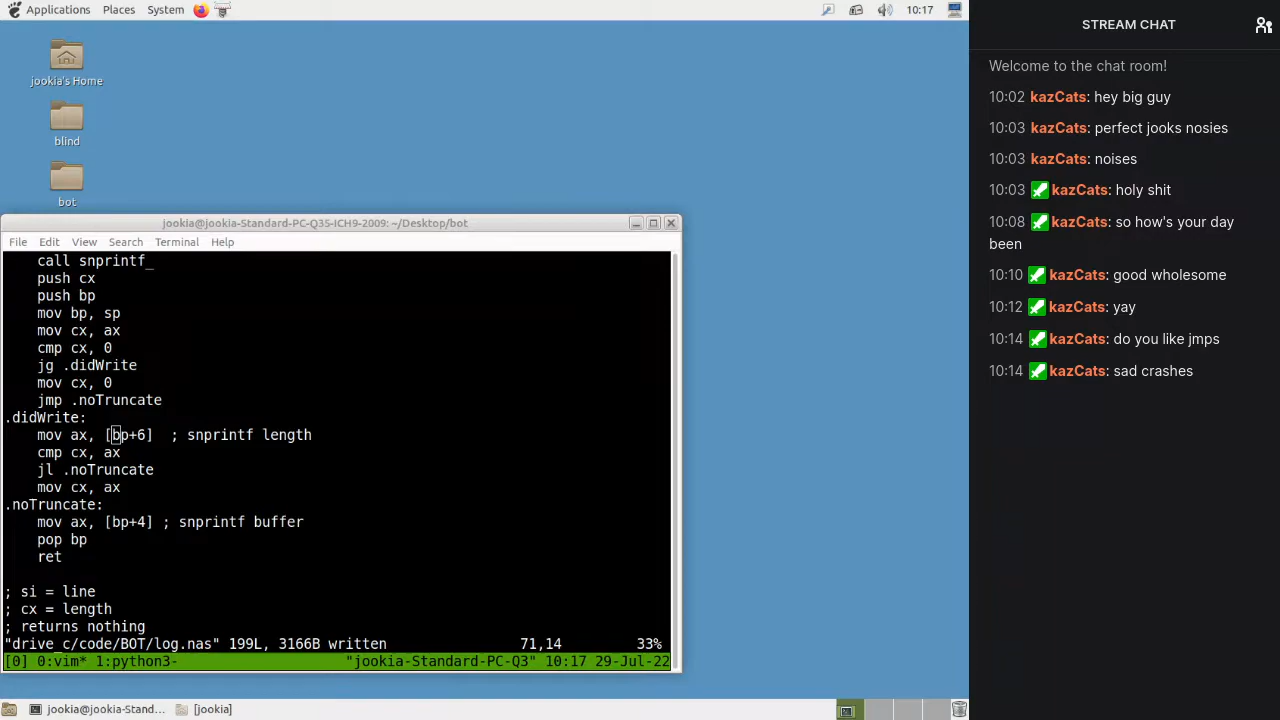 Applications Places System 10:17
jookia's Home
blind
bot
jookia@jookia-Standard-PC-Q35-ICH9-2009: ~/Desktop/bot
File Edit View Search Terminal Help
    call snprintf_
    push cx
    push bp
    mov bp, sp
    mov cx, ax
    cmp cx, 0
    jg .didWrite
    mov cx, 0
    jmp .noTruncate
.didWrite:
    mov ax, [bp+6]  ; snprintf length
    cmp cx, ax
    jl .noTruncate
    mov cx, ax
.noTruncate:
    mov ax, [bp+4] ; snprintf buffer
    pop bp
    ret
; si = line
; cx = length
; returns nothing
"drive_c/code/BOT/log.nas" 199L, 3166B written 71,14 33%
[0] 0:vim* 1:python3- "jookia-Standard-PC-Q3" 10:17 29-Jul-22
jookia@jookia-Stand... [jookia]
STREAM CHAT
Welcome to the chat room!
10:02 kazCats: hey big guy
10:03 kazCats: perfect jooks nosies
10:03 kazCats: noises
10:03 kazCats: holy shit
10:08 kazCats: so how's your day
been
10:10 kazCats: good wholesome
10:12 kazCats: yay
10:14 kazCats: do you like jmps
10:14 kazCats: sad crashes